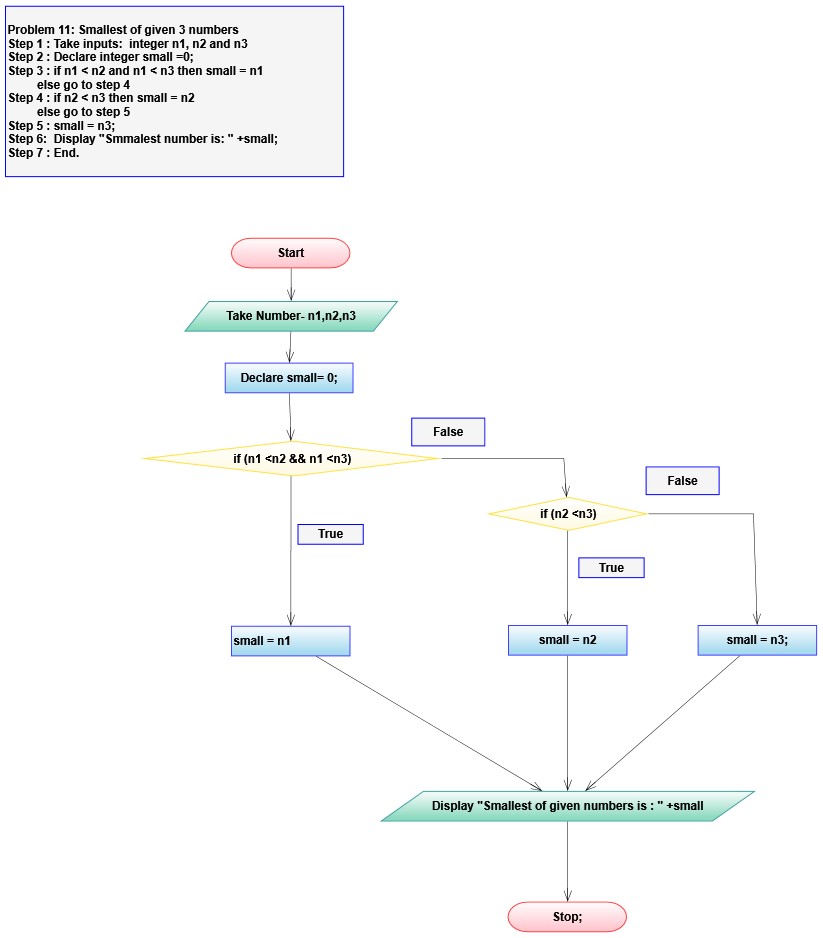 Problem 11: Smallest of given 3 numbers
Step 1 : Take inputs:  integer n1, n2 and n3
Step 2 : Declare integer small =0;
Step 3 : if n1 < n2 and n1 < n3 then small = n1
else go to step 4
Step 4 : if n2 < n3 then small = n2
else go to step 5
Step 5 : small = n3;
Step 6:  Display "Smmalest number is: " +small;
Step 7 : End.
Start
Take Number- n1,n2,n3
Declare small= 0;
False
if (n1 <n2 && n1 <n3)
False
if (n2 <n3)
True
True
small = n1
small = n2
small = n3;
Display "Smallest of given numbers is : " +small
Stop;